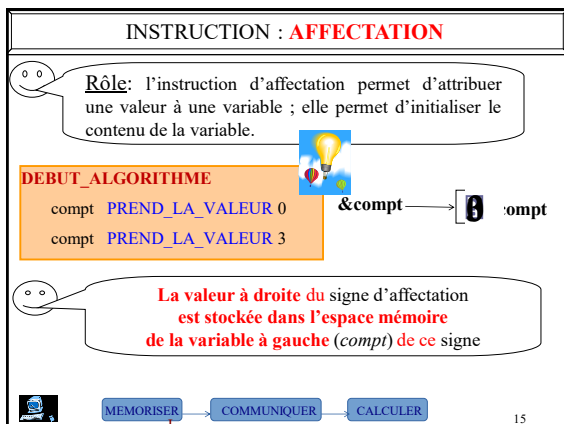 INSTRUCTION : AFFECTATION
Rôle: l'instruction d'affectation permet d'attribuer
une valeur à une variable ; elle permet d'initialiser le
contenu de la variable.
DEBUT_ALGORITHME
compt PREND_LA_VALEUR 0
compt PREND_LA_VALEUR 3
&compt
compt
La valeur à droite du signe d'affectation
est stockée dans l'espace mémoire
de la variable à gauche (compt) de ce signe
MEMORISER COMMUNIQUER CALCULER
15